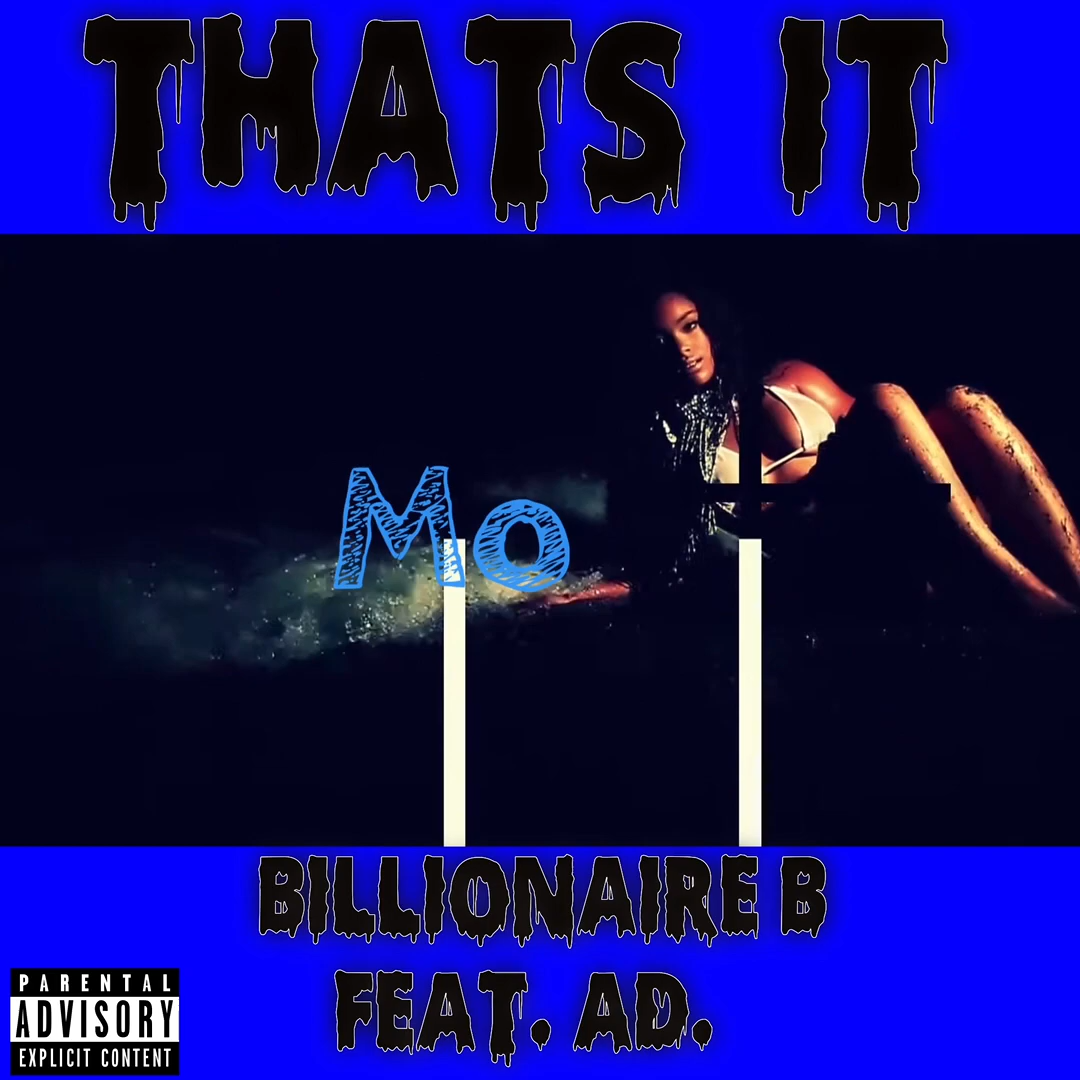 THATS IT
Mo
BILLIONAIRE B
FEAT. AD.
PARENTAL
ADVISORY
EXPLICIT CONTENT